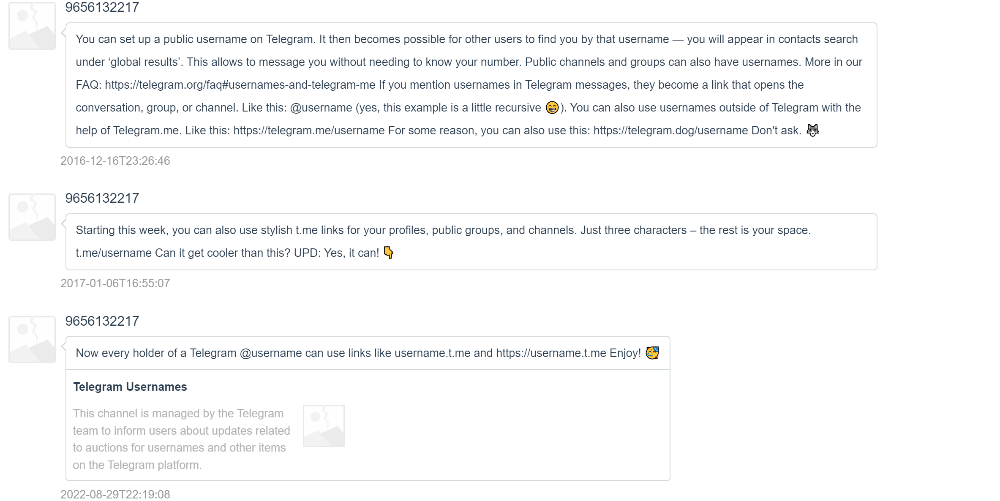 9656132217
You can set up a public username on Telegram. It then becomes possible for other users to find you by that username — you will appear in contacts search
under ‘global results’. This allows to message you without needing to know your number. Public channels and groups can also have usernames. More in our
FAQ: https://telegram.org/faq#usernames-and-telegram-me If you mention usernames in Telegram messages, they become a link that opens the
conversation, group, or channel. Like this: @username (yes, this example is a little recursive 😁). You can also use usernames outside of Telegram with the
help of Telegram.me. Like this: https://telegram.me/username For some reason, you can also use this: https://telegram.dog/username Don't ask. 🐺
2016-12-16T23:26:46
9656132217
Starting this week, you can also use stylish t.me links for your profiles, public groups, and channels. Just three characters – the rest is your space.
t.me/username Can it get cooler than this? UPD: Yes, it can! 👇
2017-01-06T16:55:07
9656132217
Now every holder of a Telegram @username can use links like username.t.me and https://username.t.me Enjoy! 🥳
Telegram Usernames
This channel is managed by the Telegram
team to inform users about updates related
to auctions for usernames and other items
on the Telegram platform.
2022-08-29T22:19:08